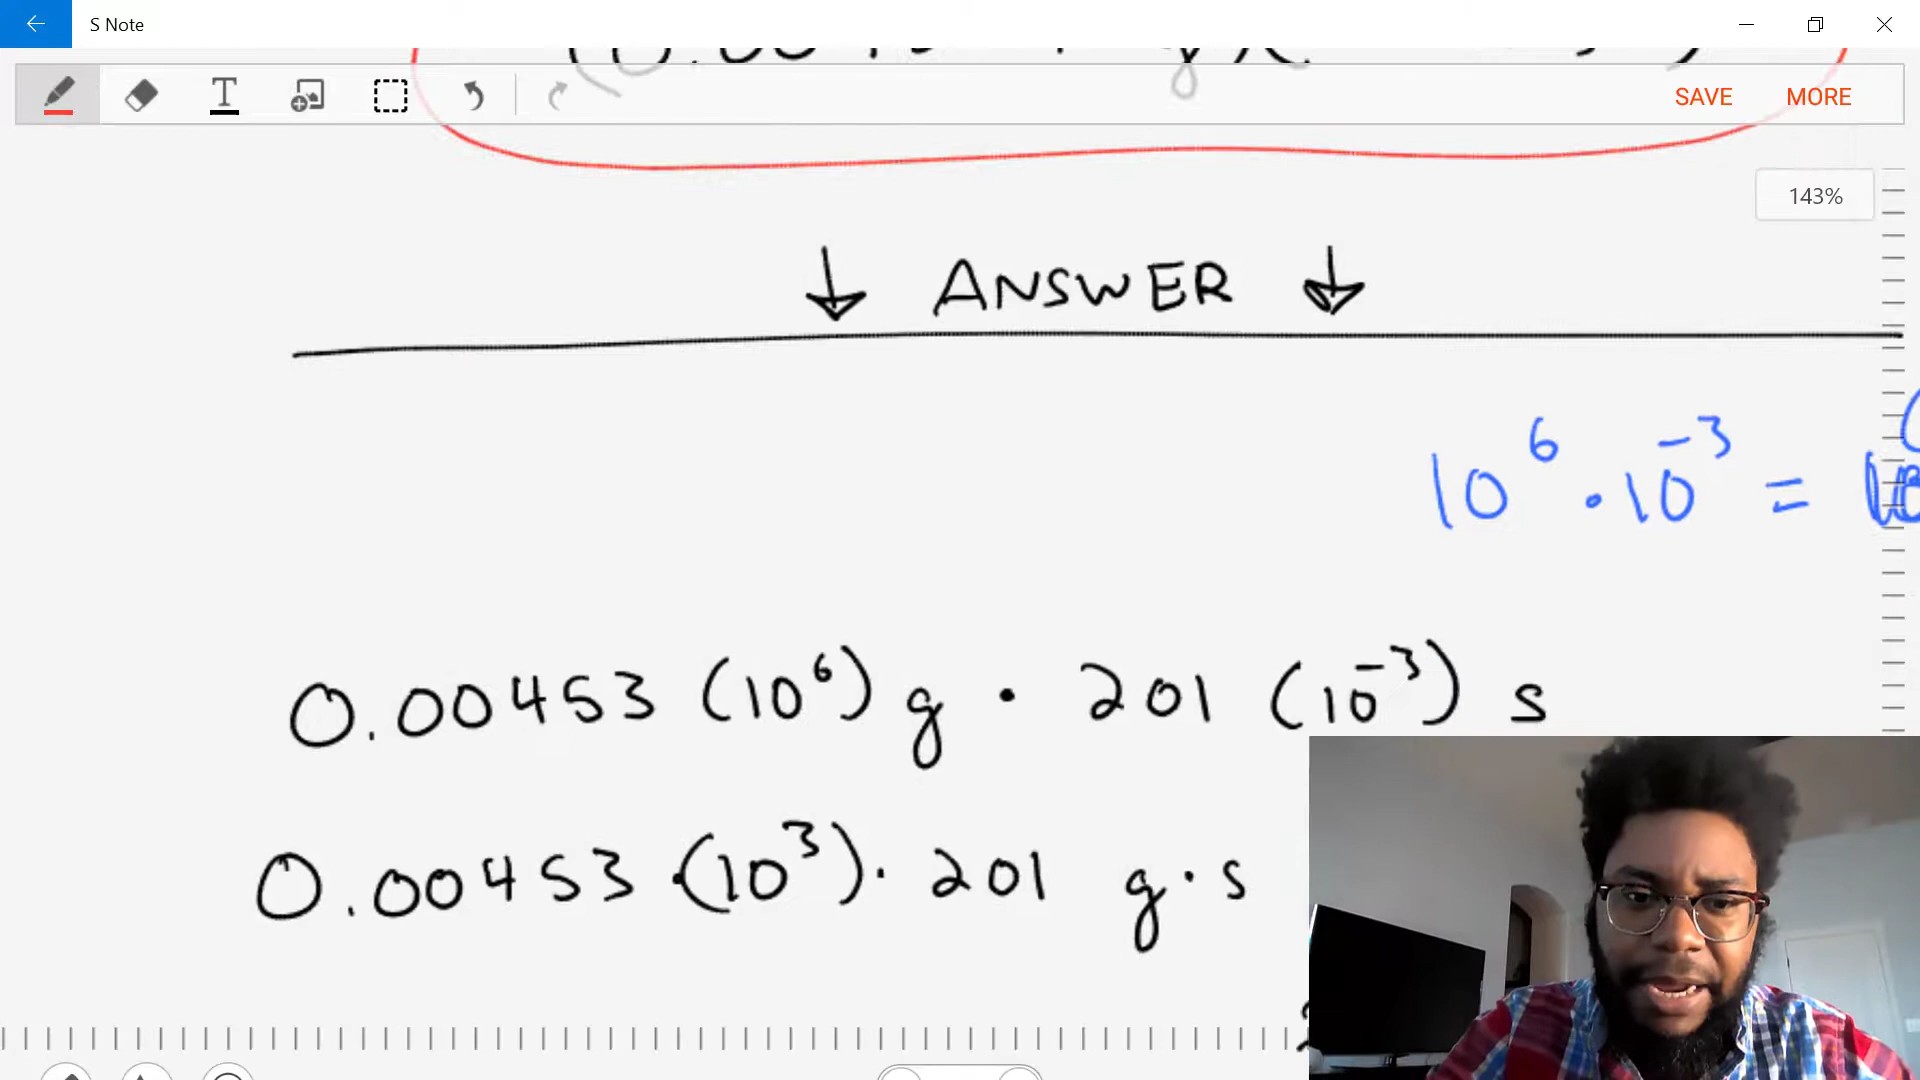 S Note
T
SAVE MORE
143%
↓ ANSWER ↓
10⁶ · 10⁻³ =
0.00453 (10⁶) g · 201 (10⁻³) s
0.00453 · (10³) · 201 g · s